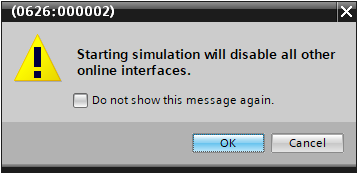 (0626:000002)
Starting simulation will disable all other
online interfaces.
Do not show this message again.
OK
Cancel